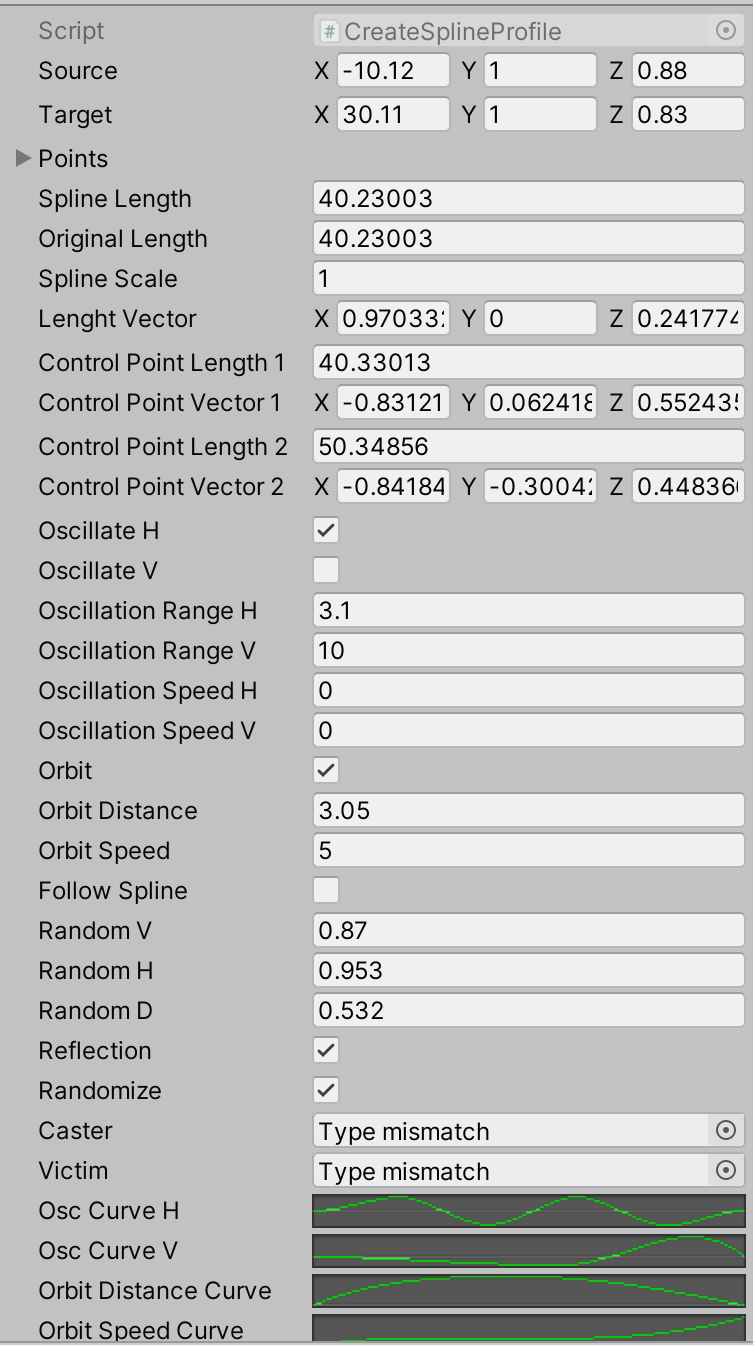 Script # CreateSplineProfile
Source X -10.12 Y 1 Z 0.88
Target X 30.11 Y 1 Z 0.83
Points
Spline Length 40.23003
Original Length 40.23003
Spline Scale 1
Lenght Vector X 0.97033 Y 0 Z 0.241774
Control Point Length 1 40.33013
Control Point Vector 1 X -0.83121 Y 0.062418 Z 0.55243
Control Point Length 2 50.34856
Control Point Vector 2 X -0.84184 Y -0.3004 Z 0.44836
Oscillate H
Oscillate V
Oscillation Range H 3.1
Oscillation Range V 10
Oscillation Speed H 0
Oscillation Speed V 0
Orbit
Orbit Distance 3.05
Orbit Speed 5
Follow Spline
Random V 0.87
Random H 0.953
Random D 0.532
Reflection
Randomize
Caster Type mismatch
Victim Type mismatch
Osc Curve H
Osc Curve V
Orbit Distance Curve
Orbit Speed Curve